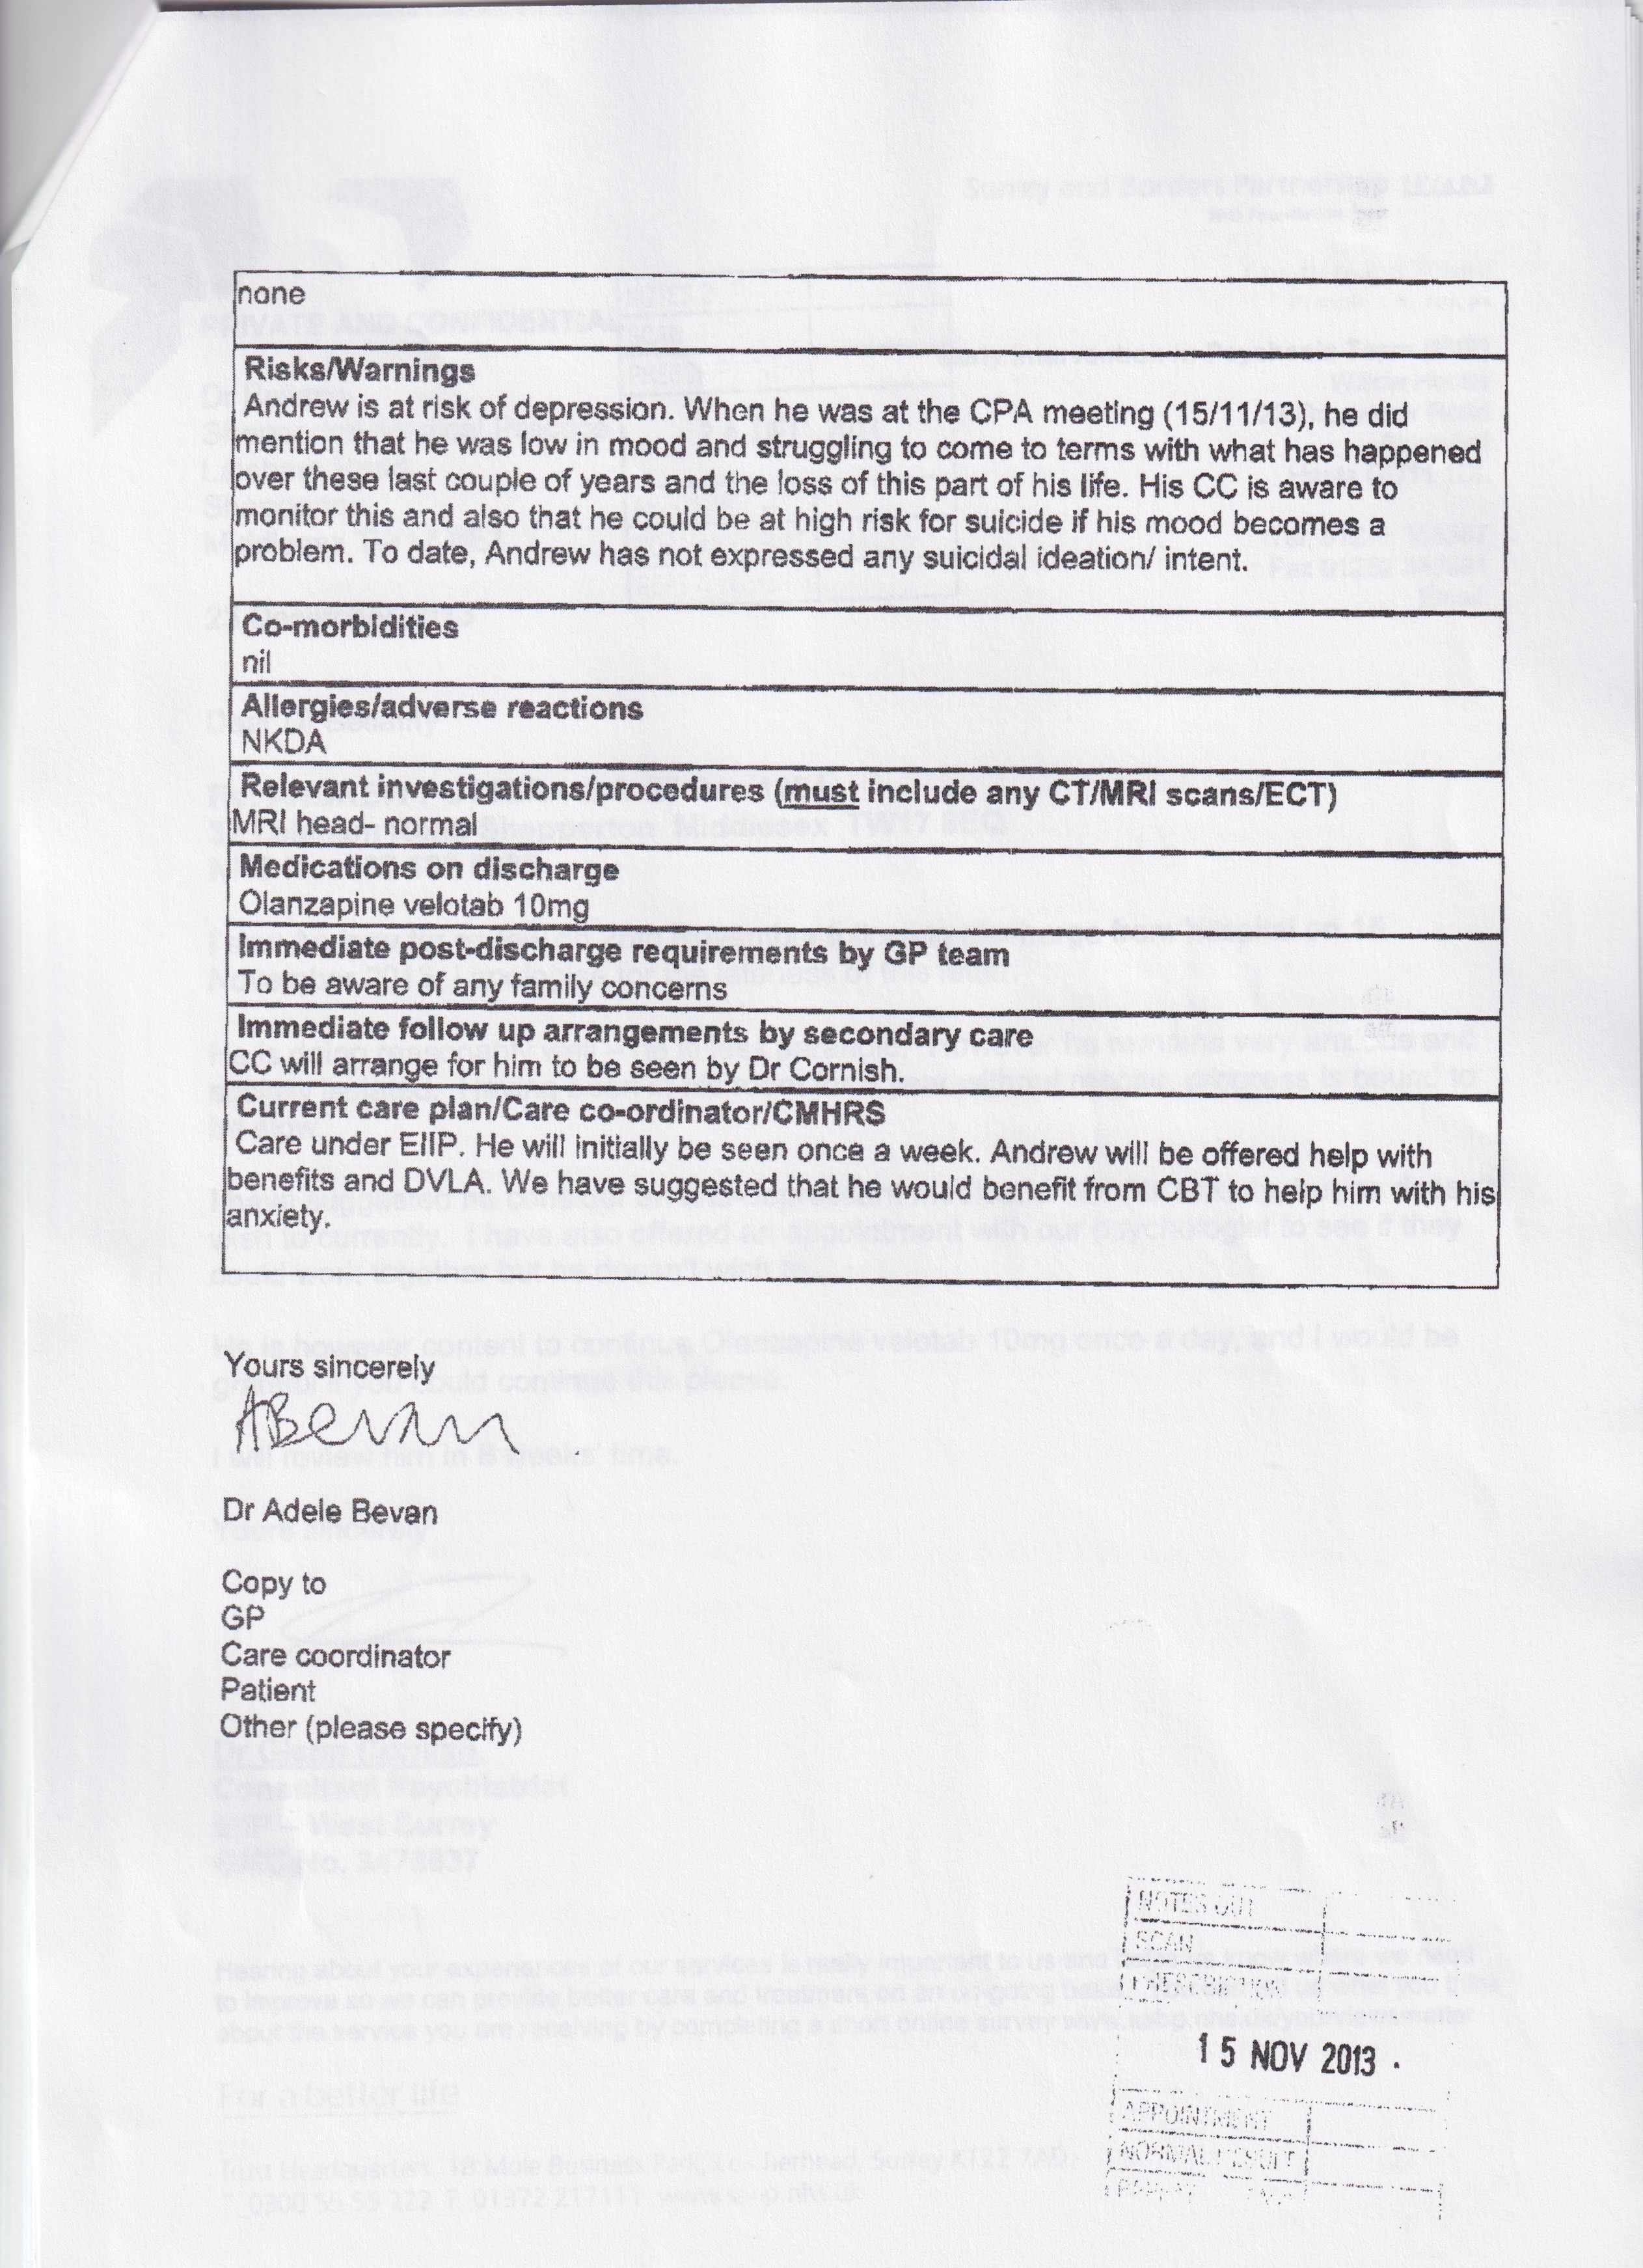 none
Risks/Warnings
Andrew is at risk of depression. When he was at the CPA meeting (15/11/13), he did
mention that he was low in mood and struggling to come to terms with what has happened
over these last couple of years and the loss of this part of his life. His CC is aware to
monitor this and also that he could be at high risk for suicide if his mood becomes a
problem. To date, Andrew has not expressed any suicidal ideation/ intent.
Co-morbidities
nil
Allergies/adverse reactions
NKDA
Relevant investigations/procedures (must include any CT/MRI scans/ECT)
MRI head- normal
Medications on discharge
Olanzapine velotab 10mg
Immediate post-discharge requirements by GP team
To be aware of any family concerns
Immediate follow up arrangements by secondary care
CC will arrange for him to be seen by Dr Cornish.
Current care plan/Care co-ordinator/CMHRS
Care under EIIP. He will initially be seen once a week. Andrew will be offered help with
benefits and DVLA. We have suggested that he would benefit from CBT to help him with his
anxiety.
Yours sincerely
ABevan
Dr Adele Bevan
Copy to
GP
Care coordinator
Patient
Other (please specify)
NOTES OUT
SCAN
PRESCRIPTION
15 NOV 2013
APPOINTMENT
NORMAL RESULT